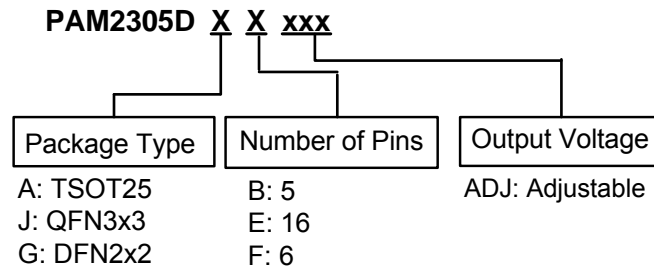 PAM2305D X X xxx
Package Type
A: TSOT25
J: QFN3x3
G: DFN2x2
Number of Pins
B: 5
E: 16
F: 6
Output Voltage
ADJ: Adjustable